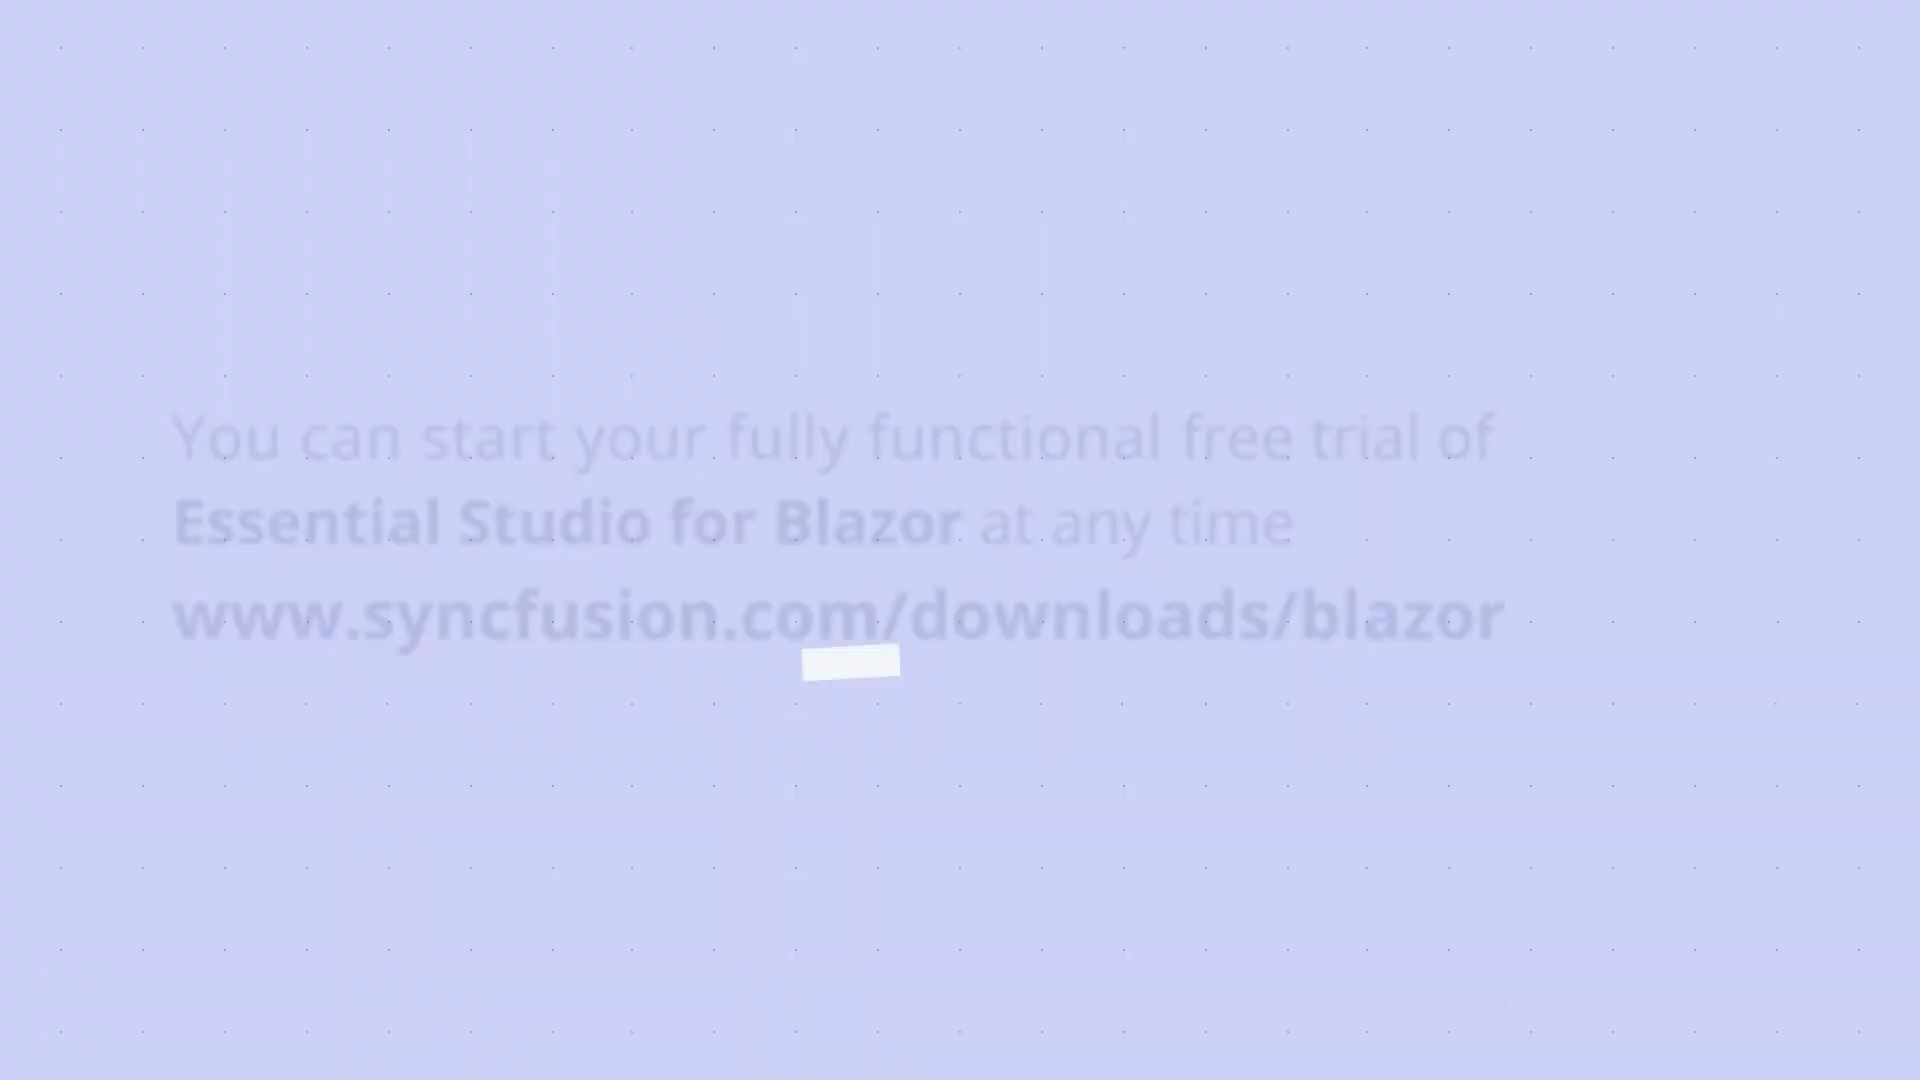 You can start your fully functional free trial of
Essential Studio for Blazor at any time
www.syncfusion.com/downloads/blazor